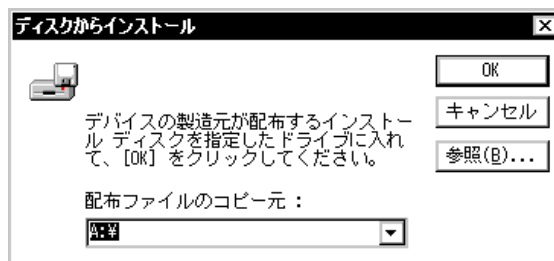 ディスクからインストール
OK
デバイスの製造元が配布するインストー
ル ディスクを指定したドライブに入れ
て、[OK] をクリックしてください。
キャンセル
参照(B)...
配布ファイルのコピー元 :
A:¥